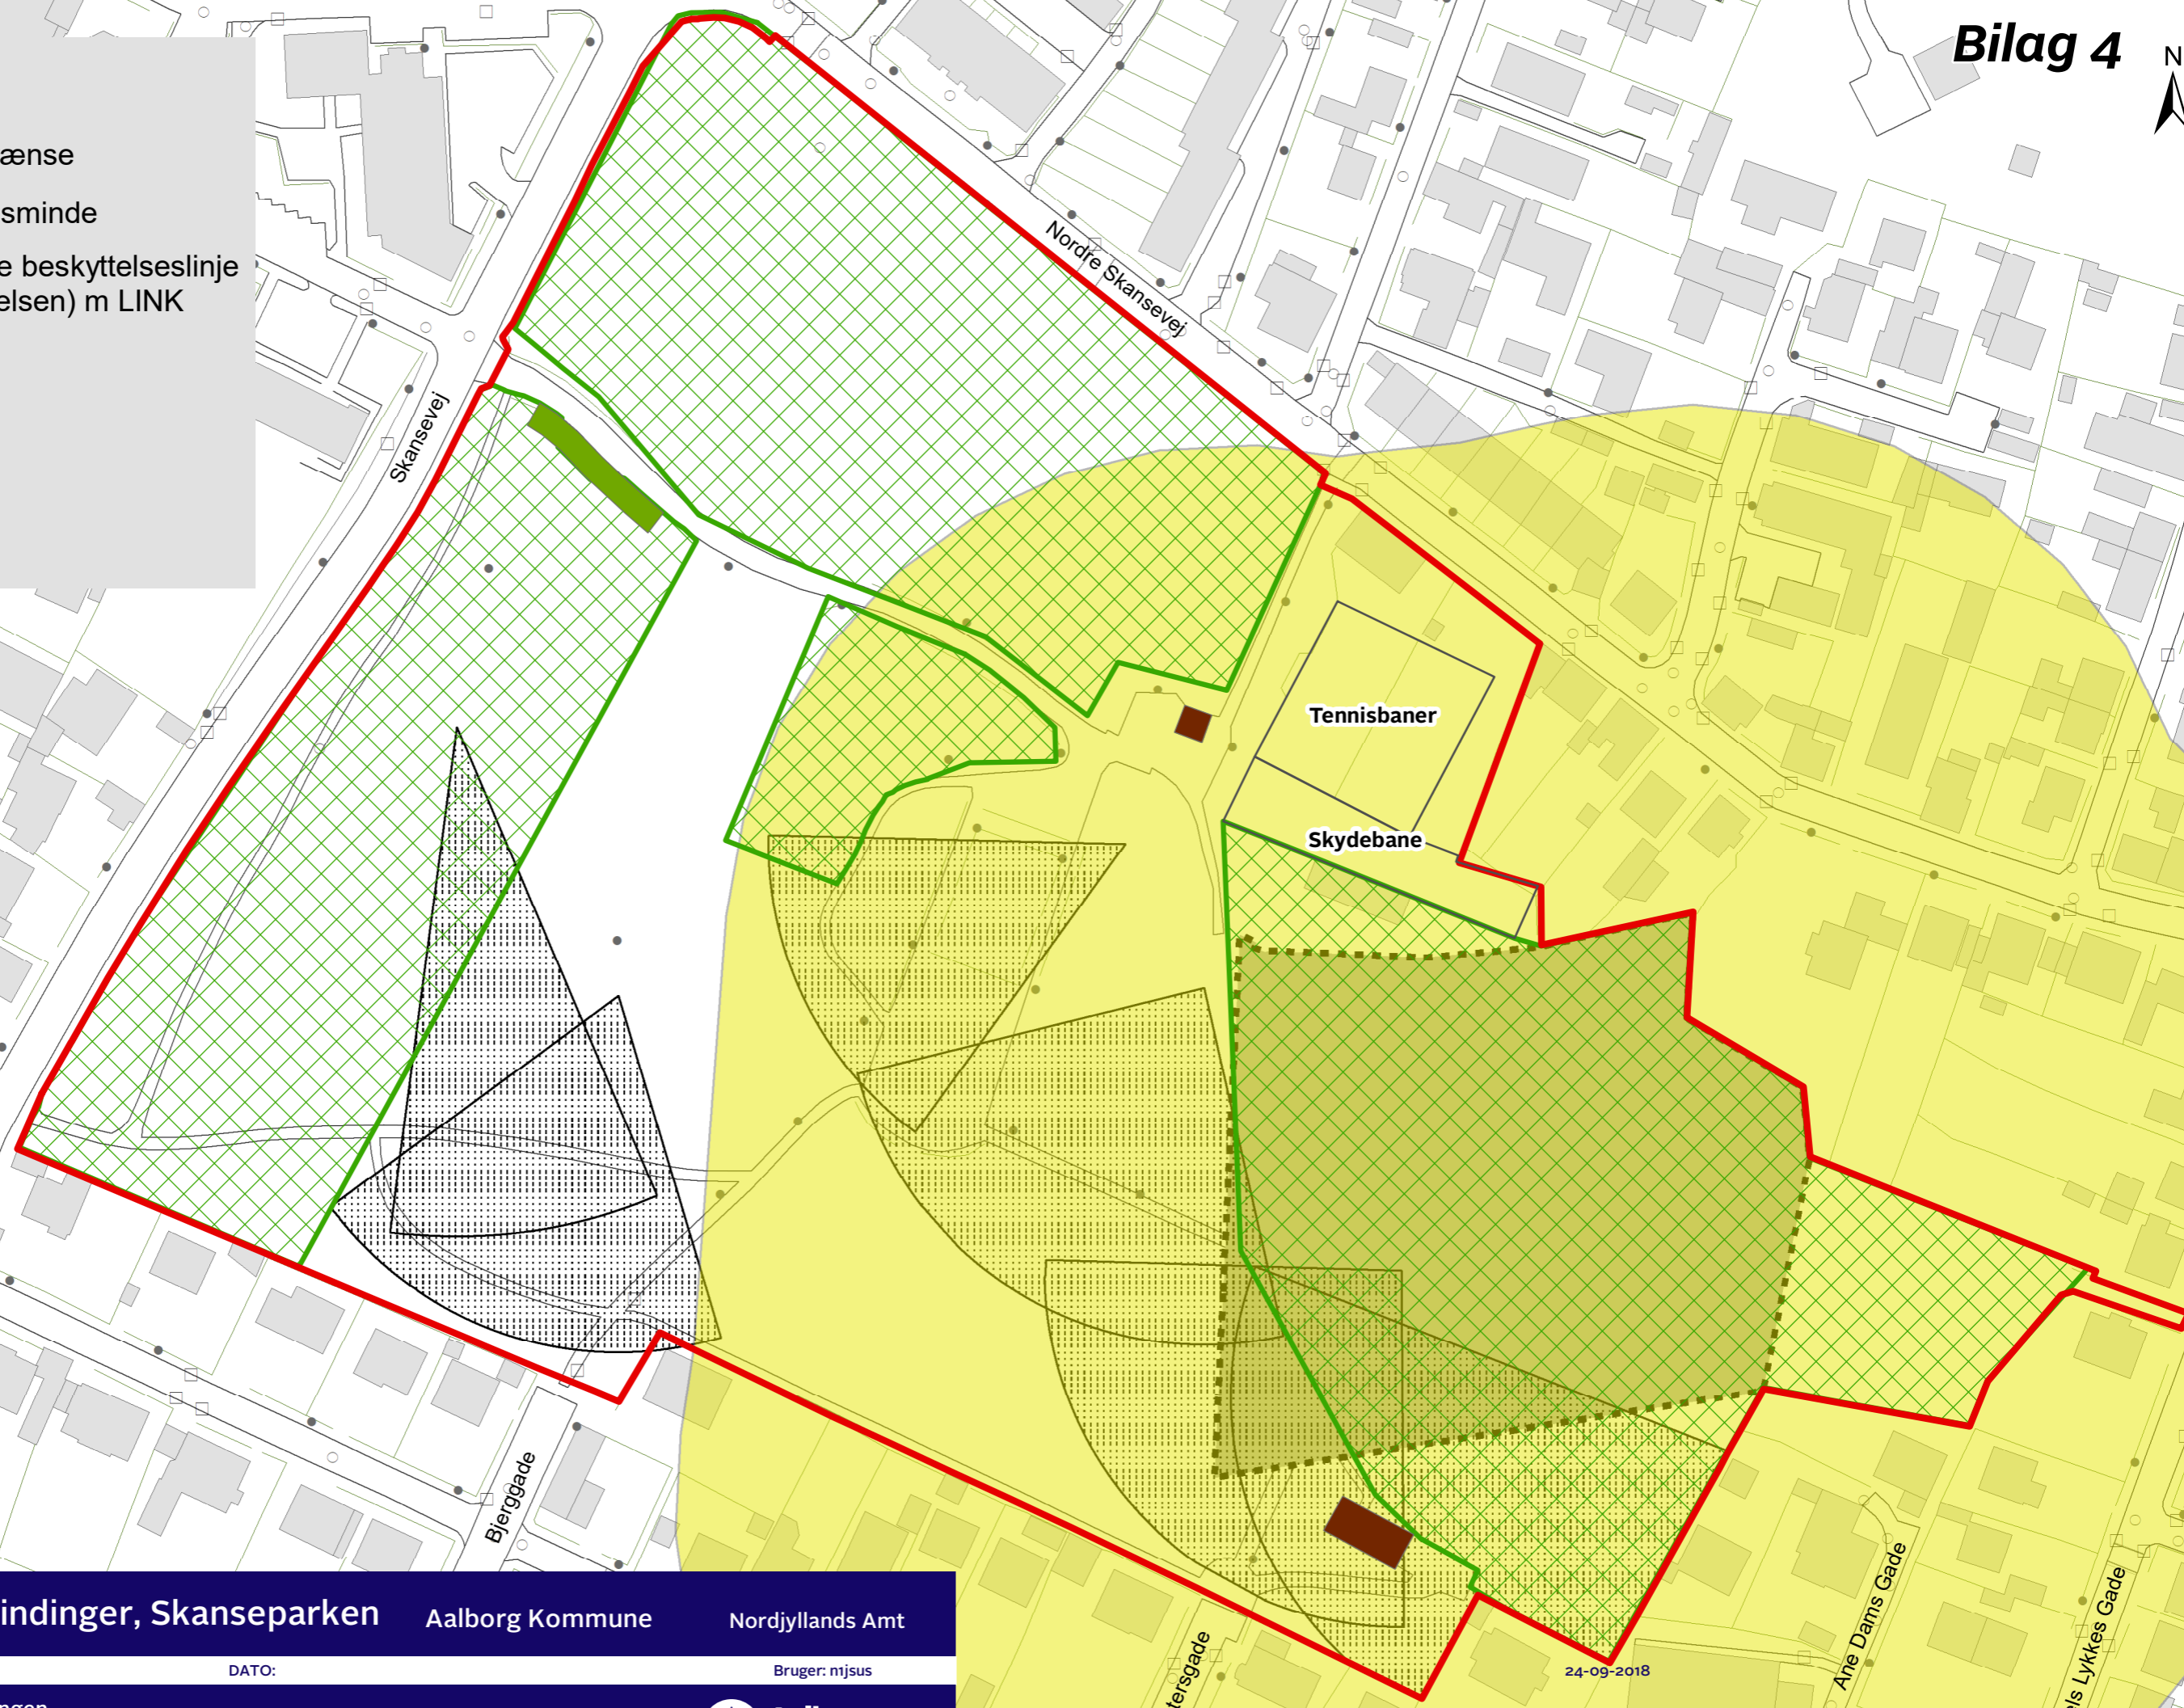 Bilag 4
N
ænse
sminde
e beskyttelseslinje
elsen) m LINK
Nordre Skansevej
Skansevej
Tennisbaner
Skydebane
Bjerggade
tersgade
Ane Dams Gade
els Lykkes Gade
indinger, Skanseparken
Aalborg Kommune
Nordjyllands Amt
DATO:
Bruger: n1jsus
24-09-2018